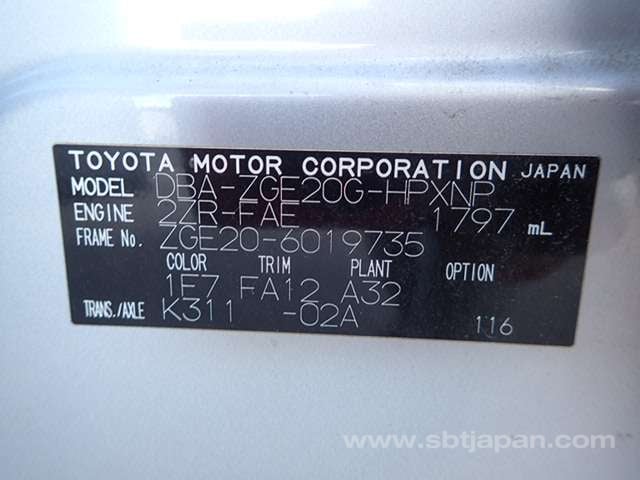 TOYOTA MOTOR CORPORATION JAPAN
MODEL DBA-ZGE20G-HPXNP
ENGINE 2ZR-FAE 1797 mL
FRAME No. ZGE20-6019735
COLOR TRIM PLANT OPTION
1F7 FA12 A32
TRANS./AXLE K311 -02A
116
www.sbtjapan.com